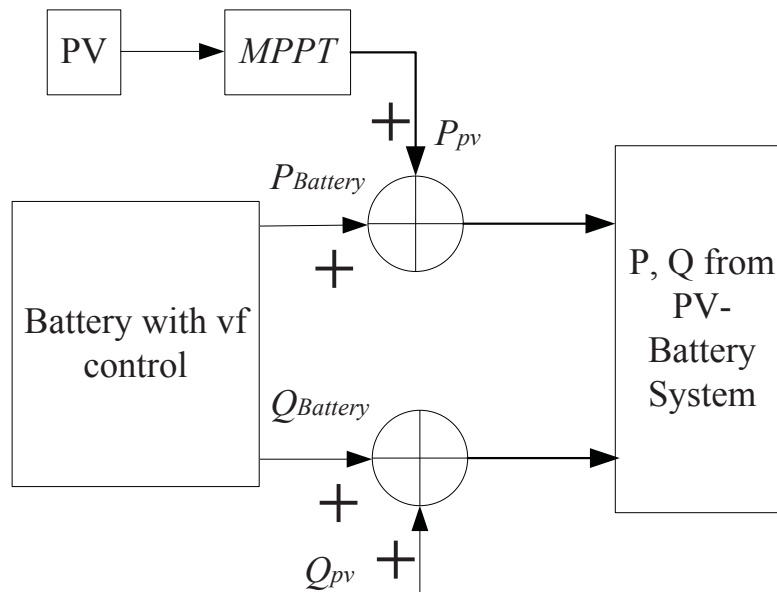 PV
MPPT
+
Ppv
PBattery
+
Battery with vf
control
P, Q from
PV-
Battery
System
QBattery
+
+
Qpv